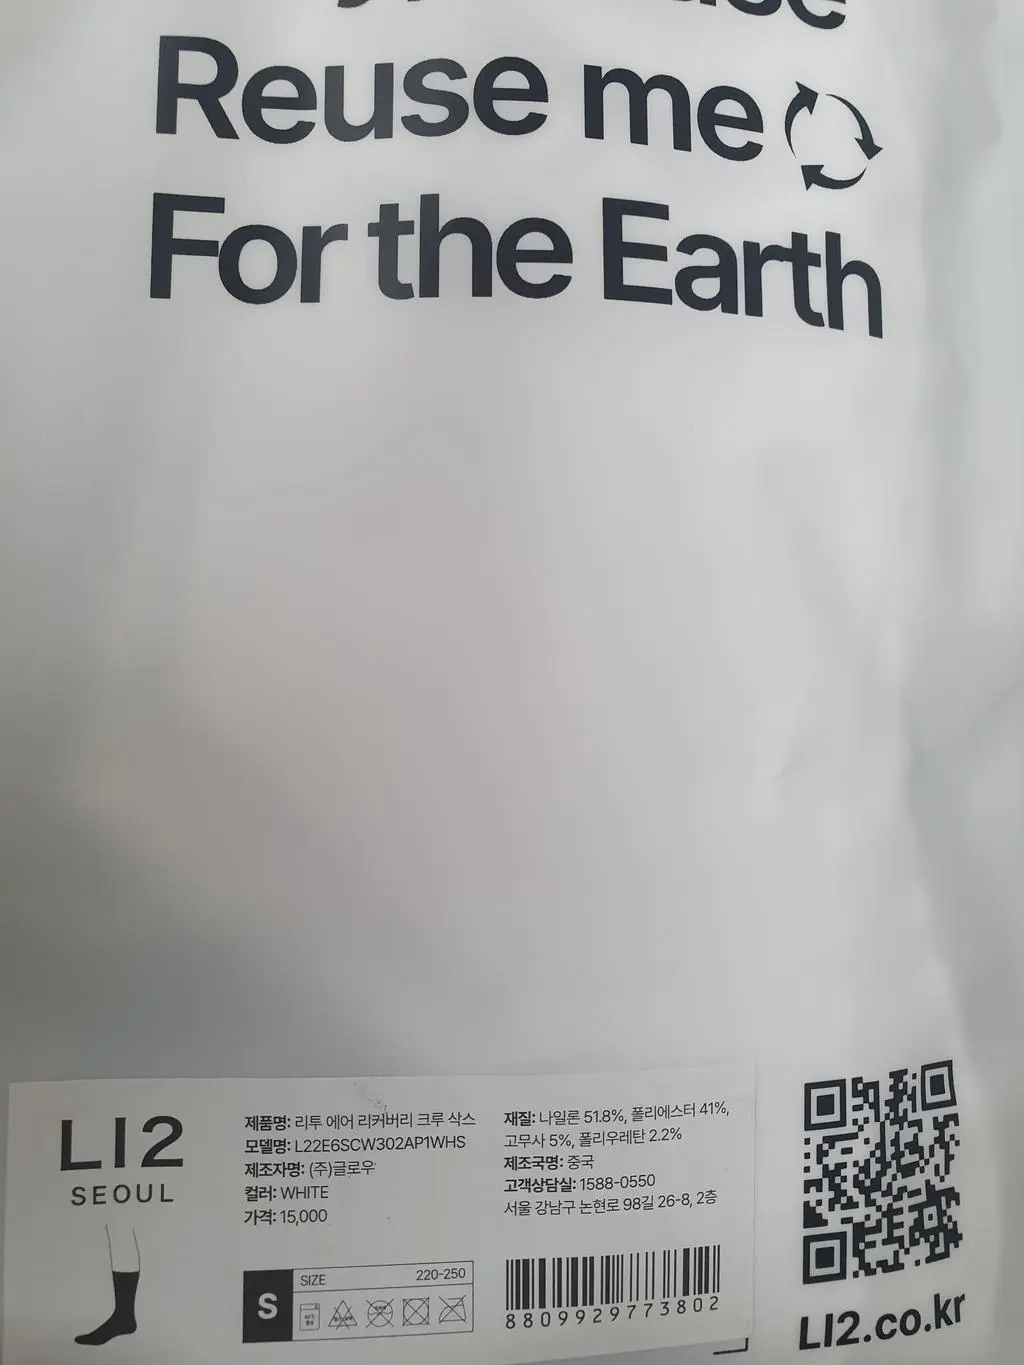 Reuse me
For the Earth
LI2
SEOUL
제품명: 리투 에어 리커버리 크루 삭스
모델명: L22E6SCW302AP1WHS
제조자명: (주)글로우
컬러: WHITE
가격: 15,000
S
SIZE 220-250
재질: 나일론 51.8%, 폴리에스터 41%,
고무사 5%, 폴리우레탄 2.2%
제조국명: 중국
고객상담실: 1588-0550
서울 강남구 논현로 98길 26-8, 2층
8809929773802
LI2.co.kr